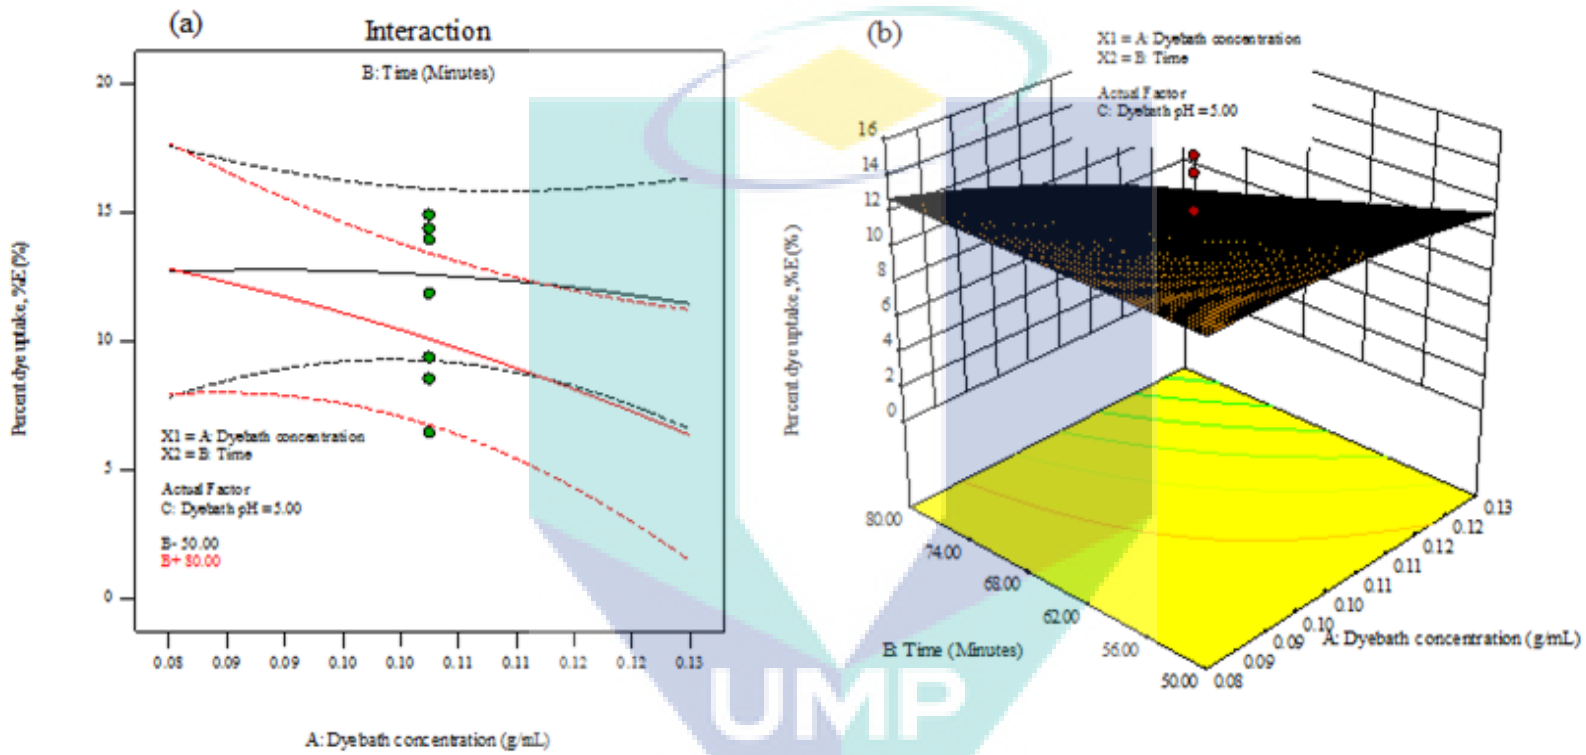 (a)
Interaction
B: Time (Minutes)
20
15
10
5
0
Percent dye uptake, %E (%)
X1 = A: Dyebath concentration
X2 = B: Time
Actual Factor
C: Dyebath pH = 5.00
B- 50.00
B+ 80.00
0.08 0.09 0.09 0.10 0.10 0.11 0.11 0.12 0.12 0.13
A: Dyebath concentration (g/mL)
(b)
X1 = A: Dyebath concentration
X2 = B: Time
Actual Factor
C: Dyebath pH = 5.00
16
14
12
10
8
6
4
2
0
Percent dye uptake, %E (%)
80.00
74.00
68.00
62.00
56.00
50.00
B: Time (Minutes)
0.13
0.12
0.12
0.11
0.11
0.10
0.10
0.09
0.09
0.08
A: Dyebath concentration (g/mL)
UMP